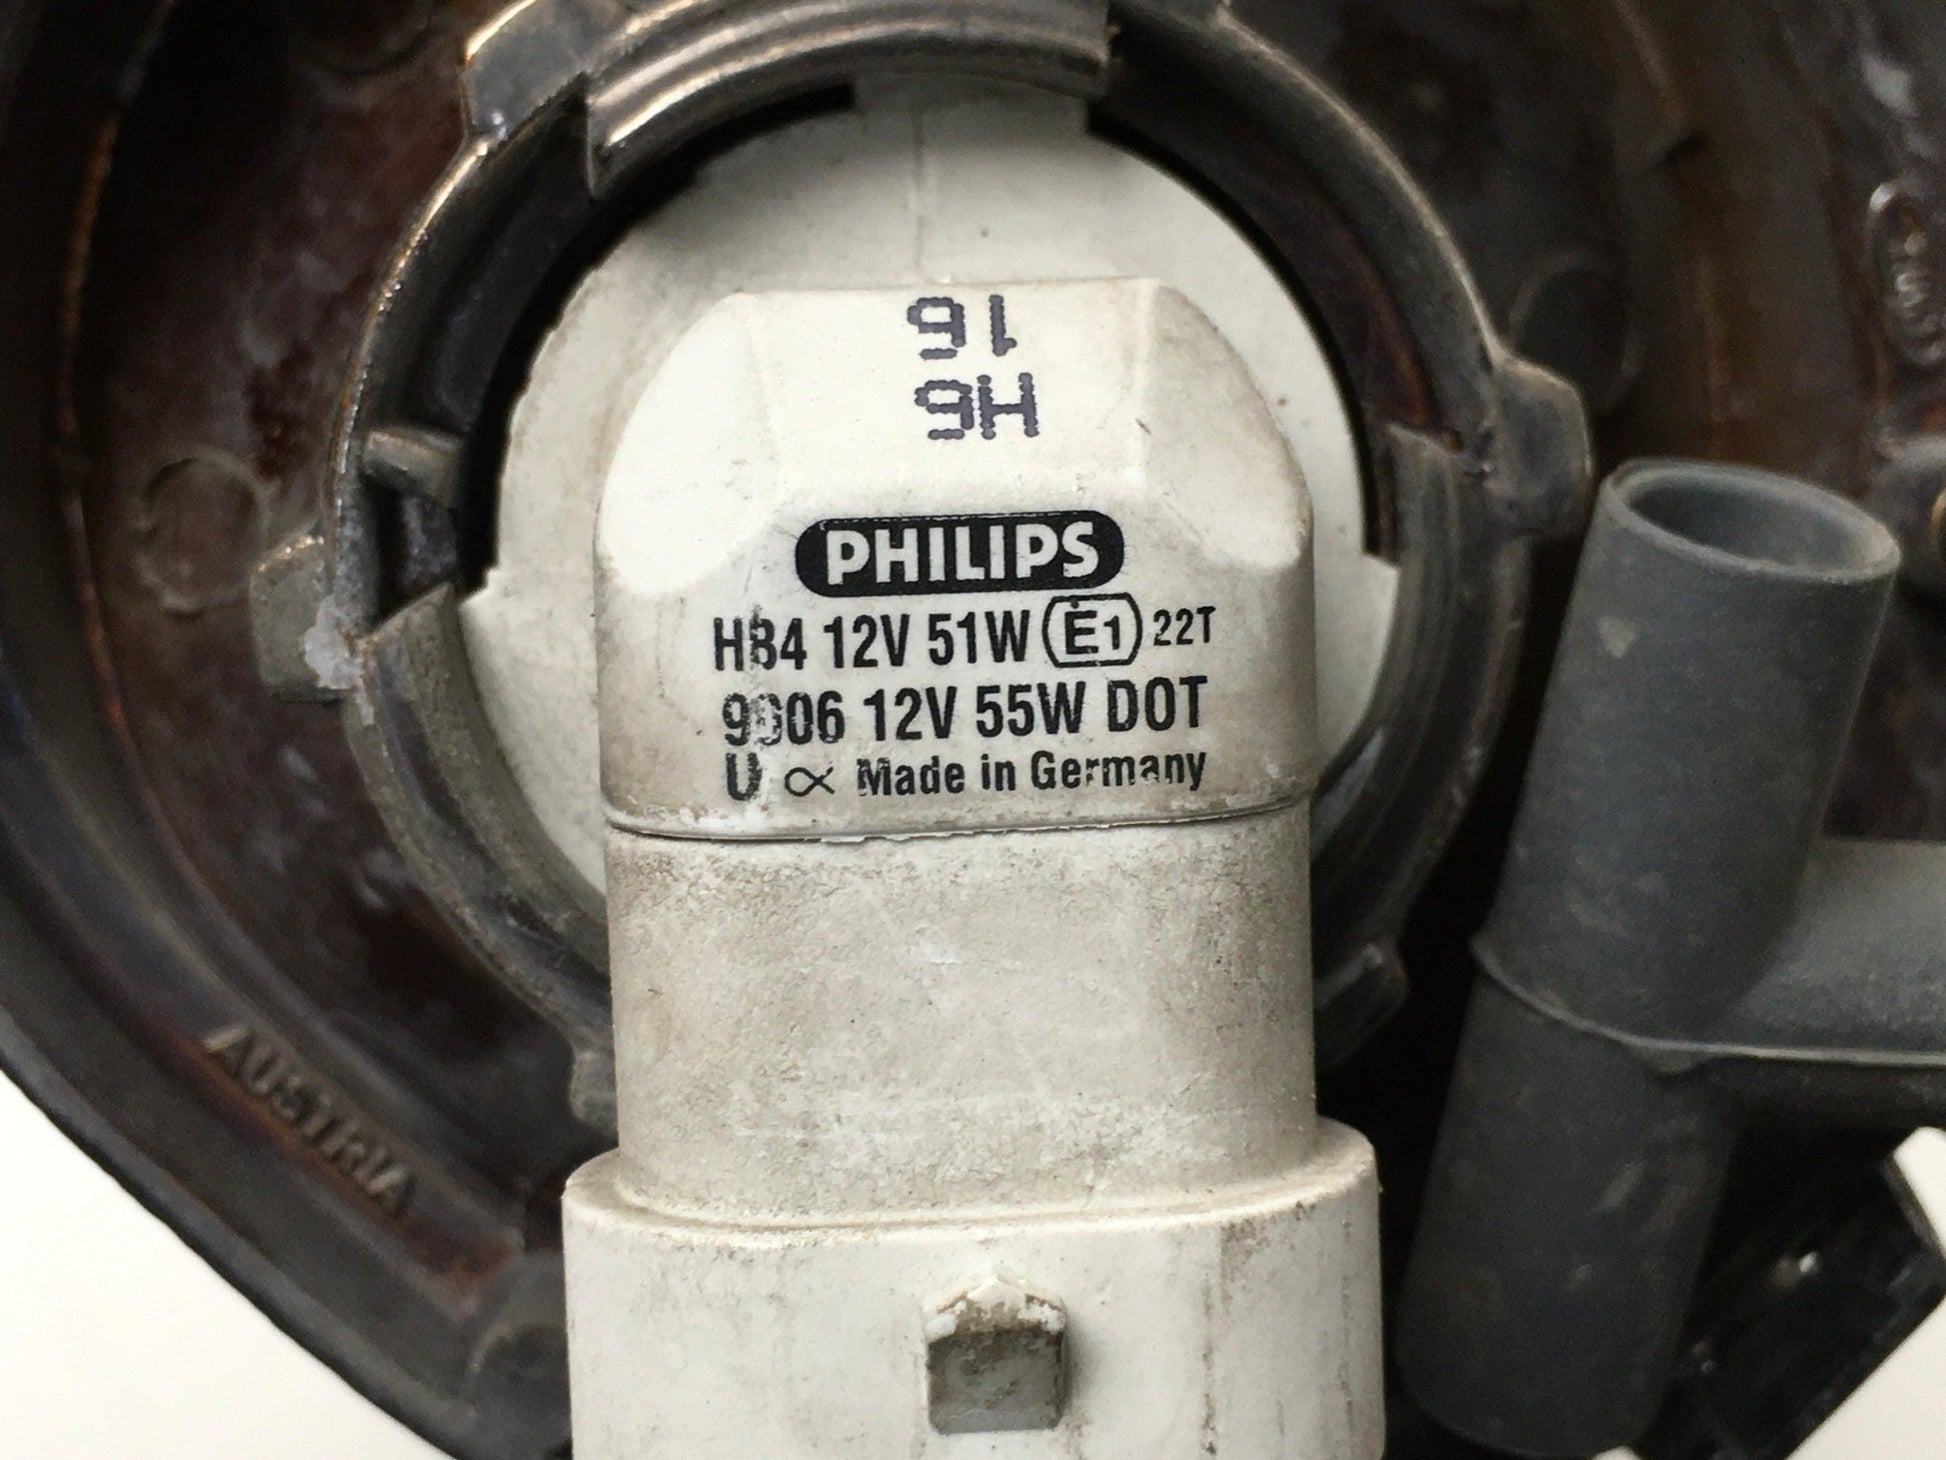 H6
16
PHILIPS
HB4 12V 51W E1 22T
9006 12V 55W DOT
U ∝ Made in Germany
AUSTRIA